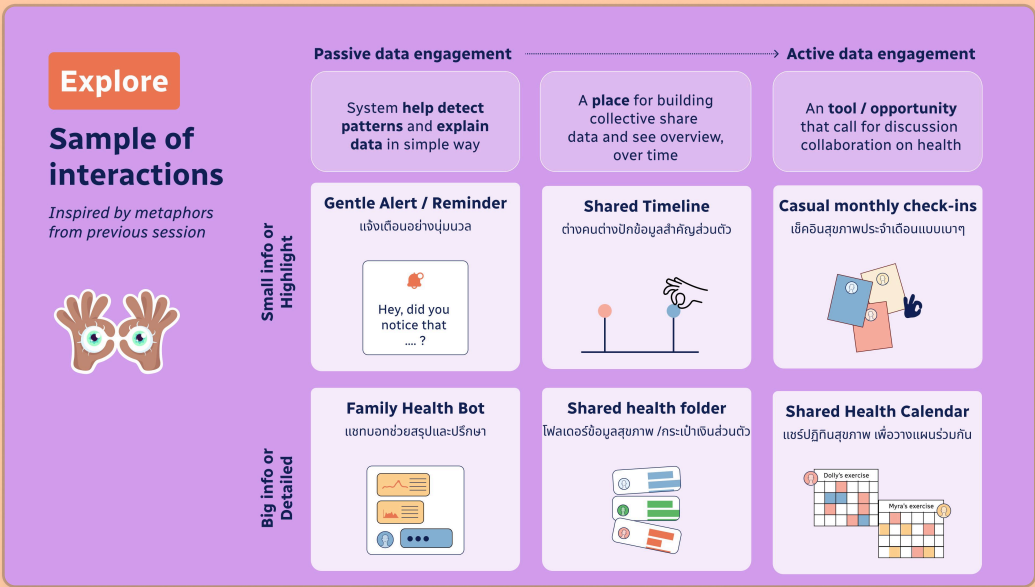 Explore
Sample of
interactions
Inspired by metaphors
from previous session
Passive data engagement
Active data engagement
System help detect
patterns and explain
data in simple way
A place for building
collective share
data and see overview,
over time
An tool / opportunity
that call for discussion
collaboration on health
Small info or
Highlight
Gentle Alert / Reminder
แจ้งเตือนอย่างนุ่มนวล
Hey, did you
notice that
.... ?
Shared Timeline
ต่างคนต่างปักข้อมูลสำคัญส่วนตัว
Casual monthly check-ins
เช็คอินสุขภาพประจำเดือนแบบเบาๆ
Big info or
Detailed
Family Health Bot
แชทบอทช่วยสรุปและปรึกษา
Shared health folder
โฟลเดอร์ข้อมูลสุขภาพ /กระเป๋าเงินส่วนตัว
Shared Health Calendar
แชร์ปฏิทินสุขภาพ เพื่อวางแผนร่วมกัน
Dolly's exercise
Myra's exercise